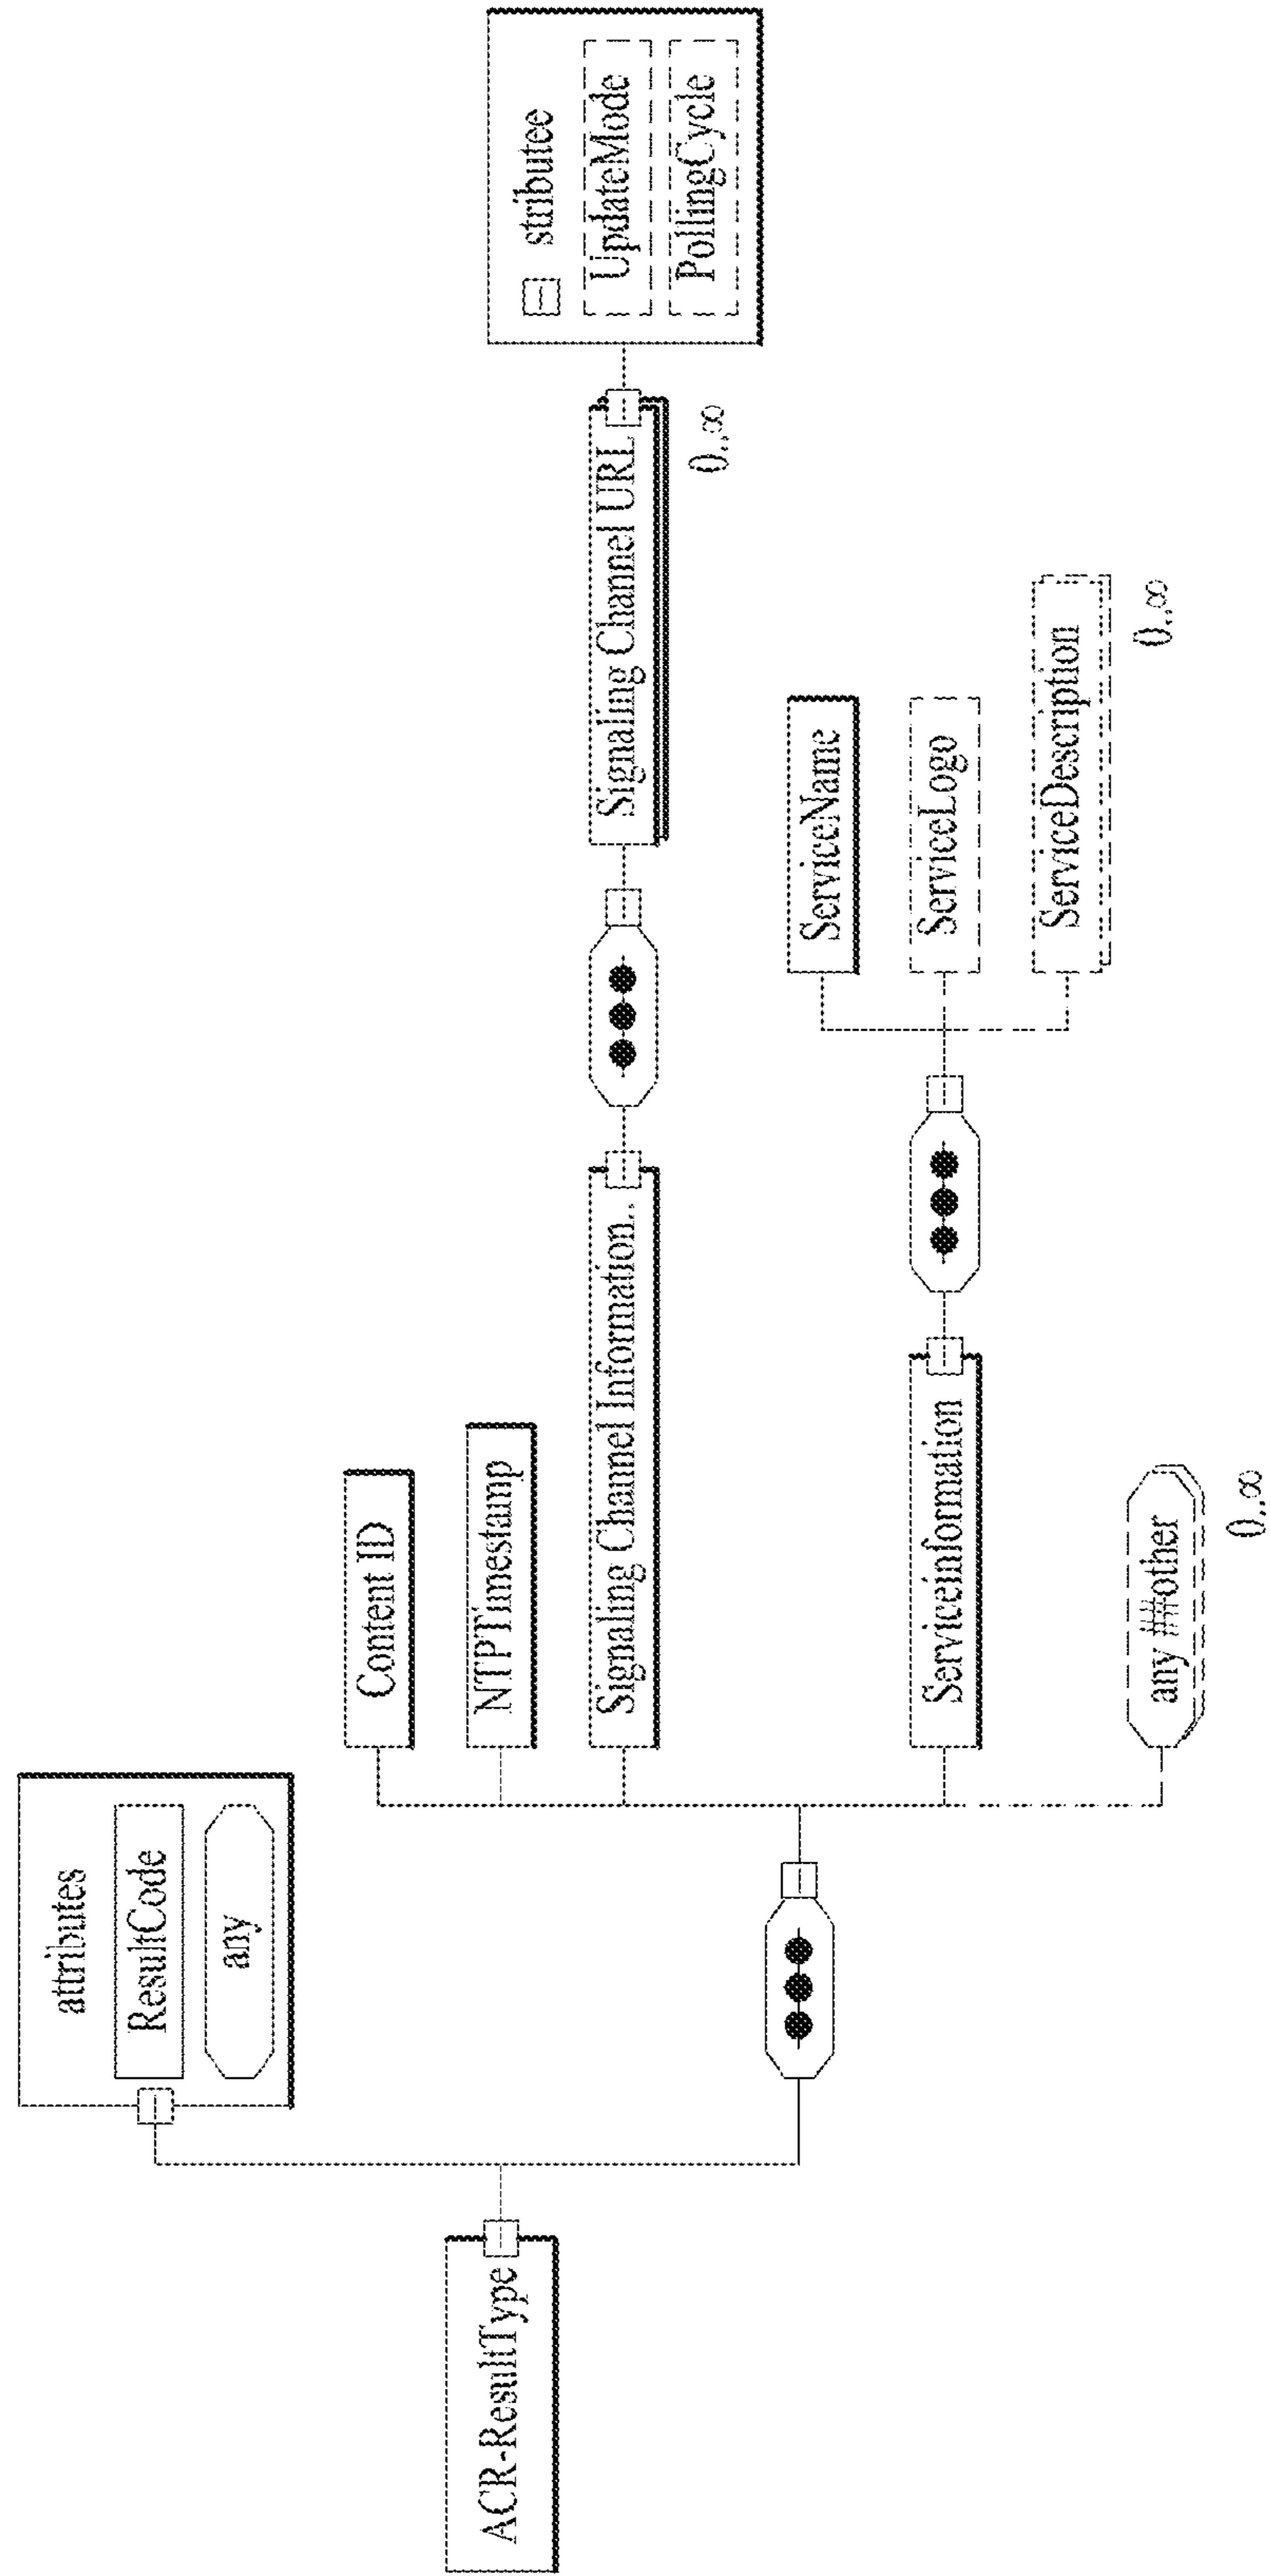 ACR-ResultType
attributes
ResultCode
any
Content ID
NTPTimestamp
Signaling Channel Information..
Signaling Channel URL
0..∞
stributee
UpdateMode
PollingCycle
Serviceinformation
ServiceName
ServiceLogo
ServiceDescription
0..∞
any ##other
0..∞